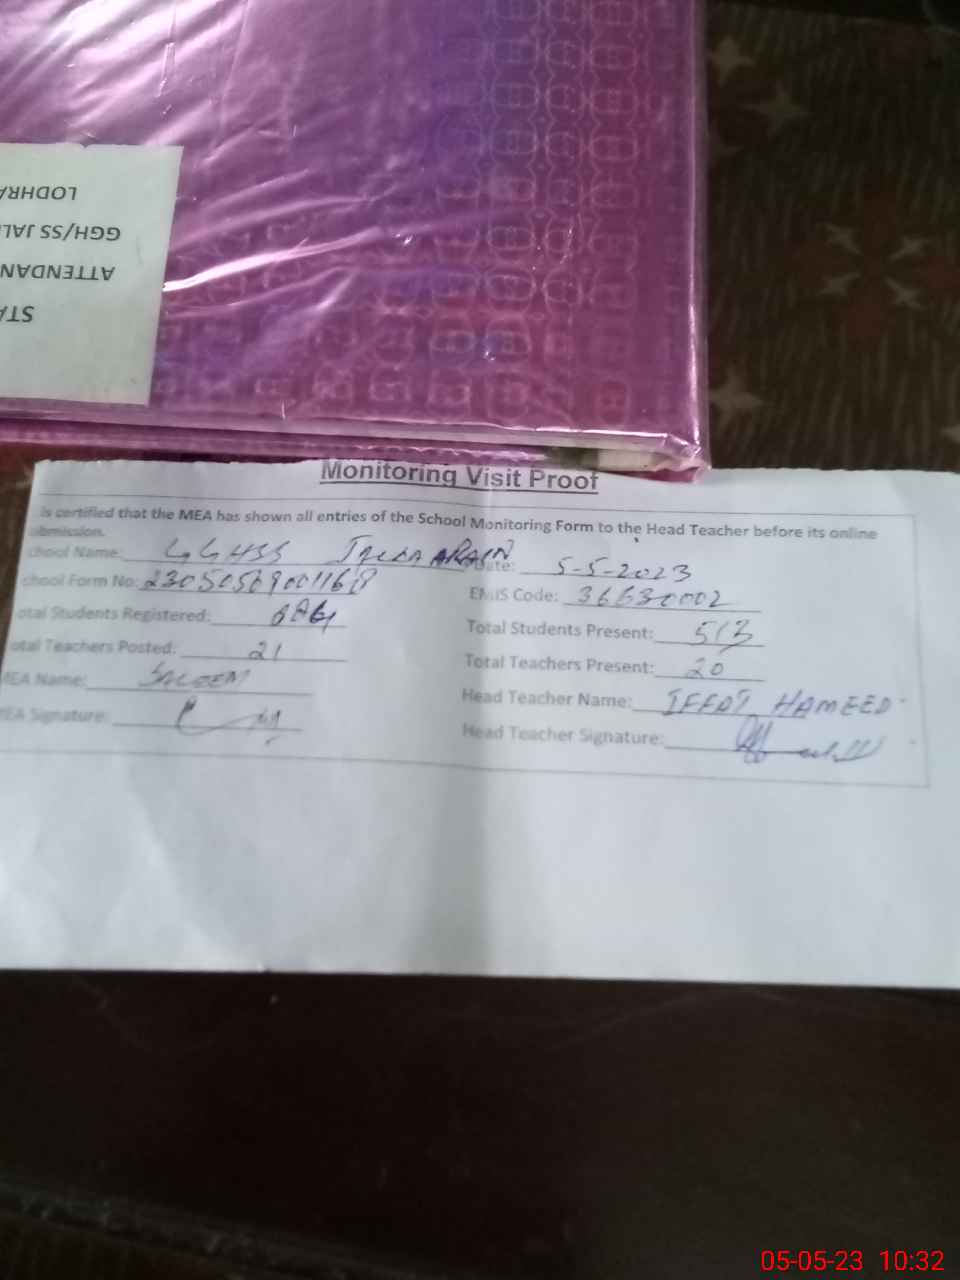 LODHRA
GGH/SS JAL
ATTENDAN
STA
Monitoring Visit Proof
is certified that the MEA has shown all entries of the School Monitoring Form to the Head Teacher before its online
ubmission.
chool Name: GGHSS ARAIN Date: 5-5-2023
chool Form No: EMIS Code: 36630002
otal Students Registered: Total Students Present: 513
otal Teachers Posted: 21 Total Teachers Present: 20
MEA Name: SALEEM Head Teacher Name: IFFAT HAMEED
MEA Signature: Head Teacher Signature:
05-05-23 10:32